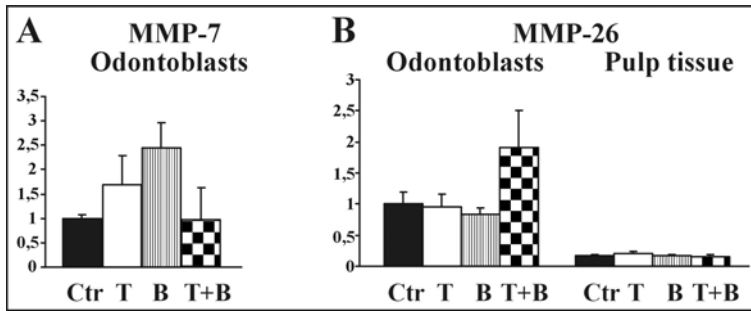 A
MMP-7
Odontoblasts
3,5
3
2,5
2
1,5
1
0,5
0
Ctr T B T+B
B
MMP-26
Odontoblasts Pulp tissue
3
2,5
2
1,5
1
0,5
0
Ctr T B T+B Ctr T B T+B